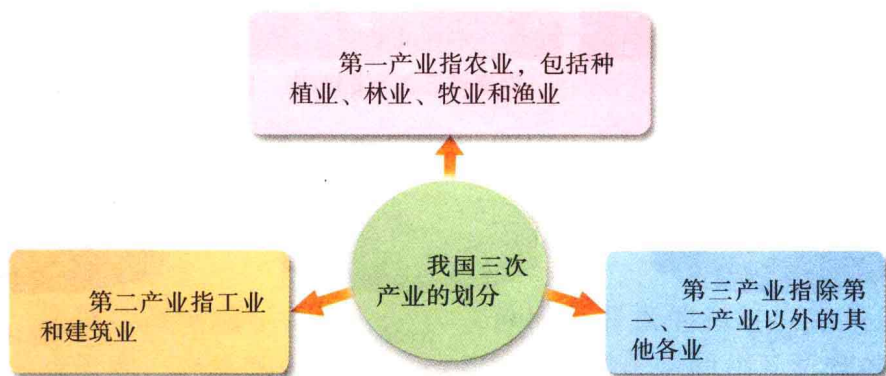 第一产业指农业，包括种
植业、林业、牧业和渔业
我国三次
产业的划分
第二产业指工业
和建筑业
第三产业指除第
一、二产业以外的其
他各业